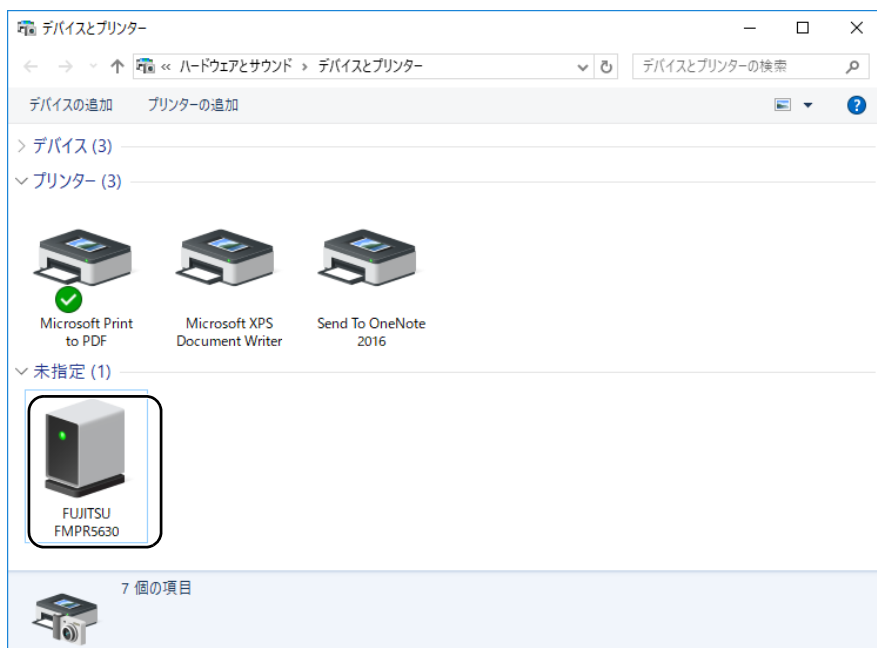 デバイスとプリンター
« ハードウェアとサウンド › デバイスとプリンター
デバイスとプリンターの検索
デバイスの追加 プリンターの追加
?
デバイス (3)
プリンター (3)
Microsoft Print
to PDF
Microsoft XPS
Document Writer
Send To OneNote
2016
未指定 (1)
FUJITSU
FMPR5630
7 個の項目